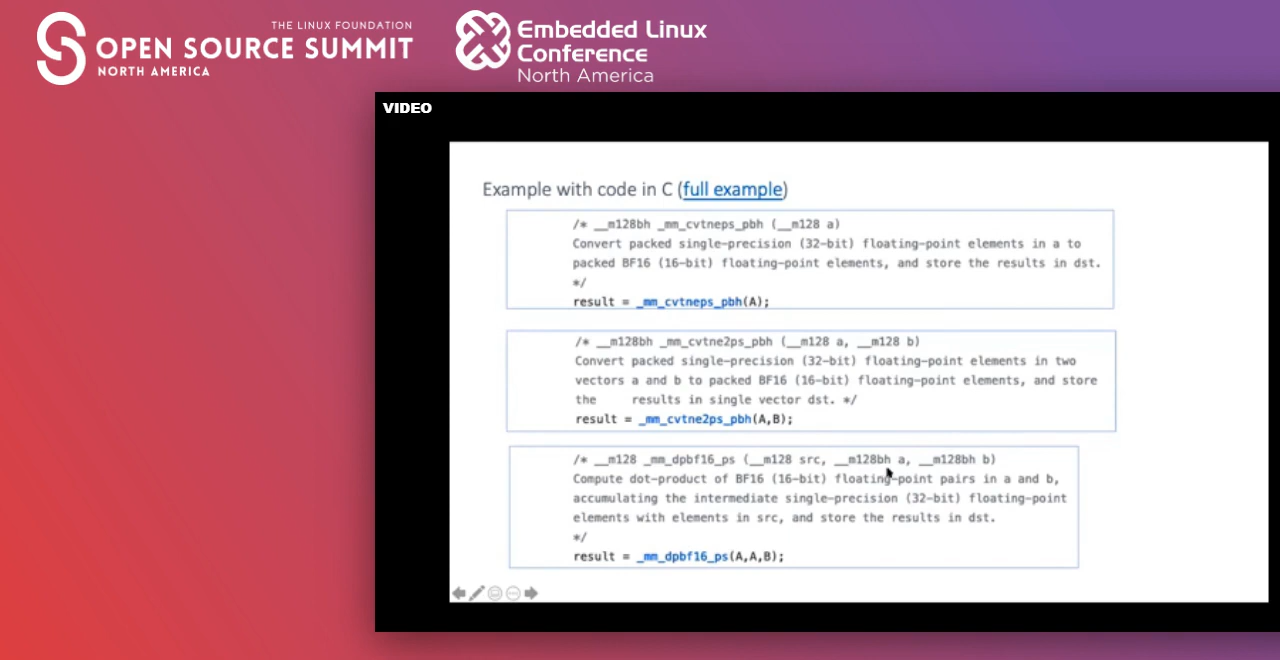 THE LINUX FOUNDATION
OPEN SOURCE SUMMIT
NORTH AMERICA
Embedded Linux
Conference
North America
VIDEO
Example with code in C (full example)
/* __m128bh _mm_cvtneps_pbh (__m128 a)
Convert packed single-precision (32-bit) floating-point elements in a to
packed BF16 (16-bit) floating-point elements, and store the results in dst.
*/
result = _mm_cvtneps_pbh(A);
/* __m128bh _mm_cvtne2ps_pbh (__m128 a, __m128 b)
Convert packed single-precision (32-bit) floating-point elements in two
vectors a and b to packed BF16 (16-bit) floating-point elements, and store
the     results in single vector dst. */
result = _mm_cvtne2ps_pbh(A,B);
/* __m128 _mm_dpbf16_ps (__m128 src, __m128bh a, __m128bh b)
Compute dot-product of BF16 (16-bit) floating-point pairs in a and b,
accumulating the intermediate single-precision (32-bit) floating-point
elements with elements in src, and store the results in dst.
*/
result = _mm_dpbf16_ps(A,A,B);